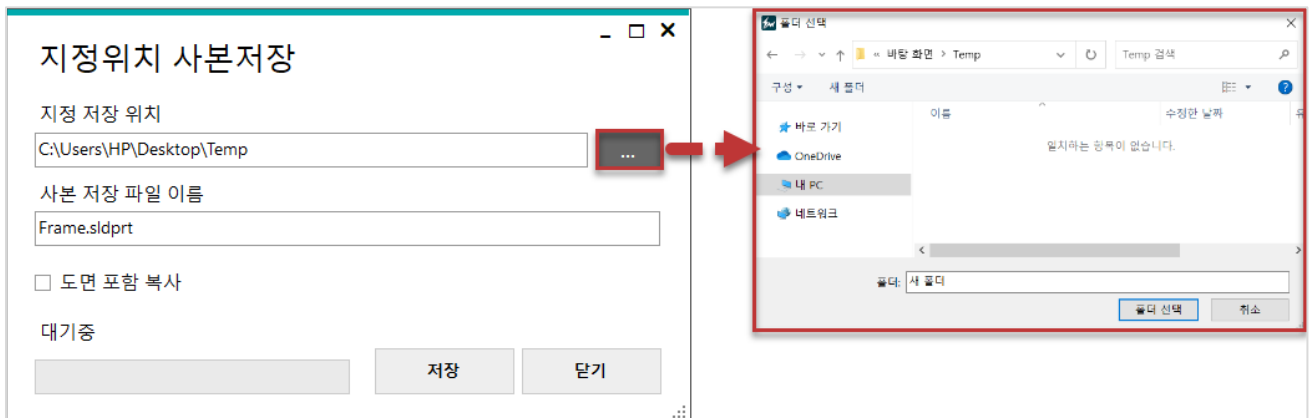 지정위치 사본저장
지정 저장 위치
C:\Users\HP\Desktop\Temp
...
사본 저장 파일 이름
Frame.sldprt
도면 포함 복사
대기중
저장
닫기
폴더 선택
« 바탕 화면 > Temp
Temp 검색
구성
새 폴더
이름
수정한 날짜
유
바로 가기
OneDrive
내 PC
네트워크
일치하는 항목이 없습니다.
폴더: 새 폴더
폴더 선택
취소